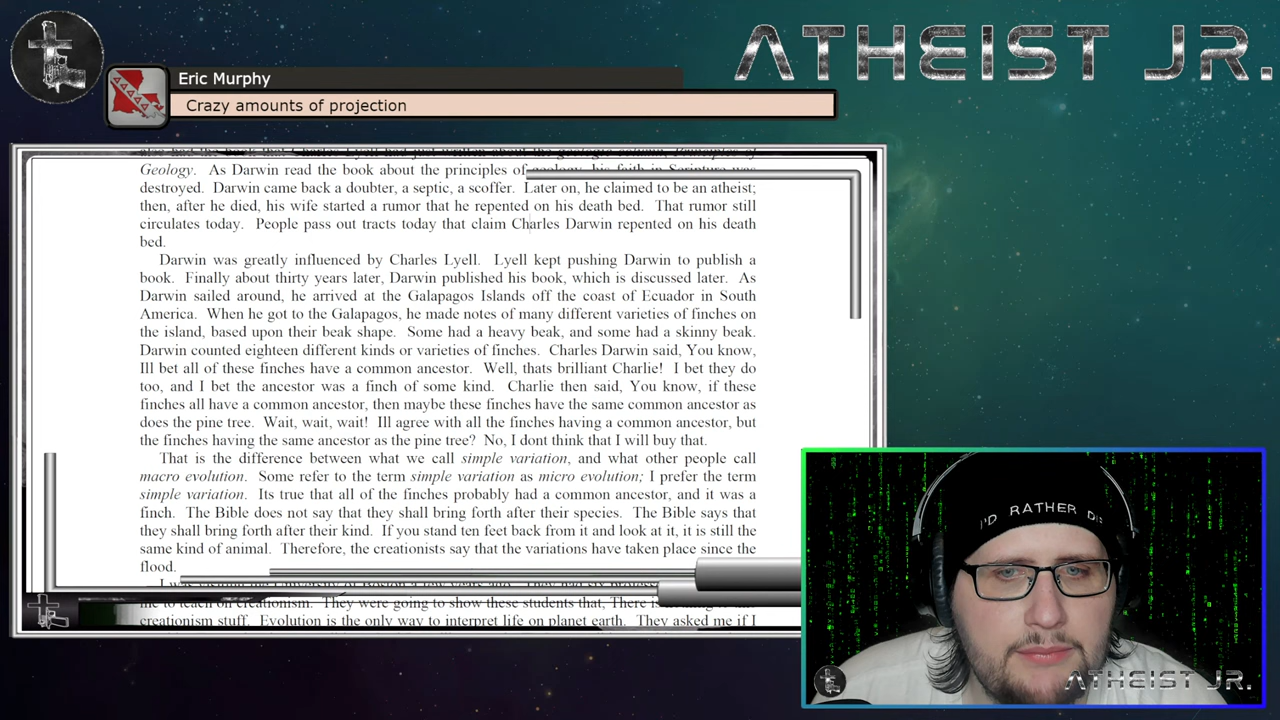 ATHEIST JR.
Eric Murphy
Crazy amounts of projection
Geology. As Darwin read the book about the principles of geology, his faith in Scripture was
destroyed. Darwin came back a doubter, a septic, a scoffer. Later on, he claimed to be an atheist;
then, after he died, his wife started a rumor that he repented on his death bed. That rumor still
circulates today. People pass out tracts today that claim Charles Darwin repented on his death
bed.
Darwin was greatly influenced by Charles Lyell. Lyell kept pushing Darwin to publish a
book. Finally about thirty years later, Darwin published his book, which is discussed later. As
Darwin sailed around, he arrived at the Galapagos Islands off the coast of Ecuador in South
America. When he got to the Galapagos, he made notes of many different varieties of finches on
the island, based upon their beak shape. Some had a heavy beak, and some had a skinny beak.
Darwin counted eighteen different kinds or varieties of finches. Charles Darwin said, You know,
Ill bet all of these finches have a common ancestor. Well, thats brilliant Charlie! I bet they do
too, and I bet the ancestor was a finch of some kind. Charlie then said, You know, if these
finches all have a common ancestor, then maybe these finches have the same common ancestor as
does the pine tree. Wait, wait, wait! Ill agree with all the finches having a common ancestor, but
the finches having the same ancestor as the pine tree? No, I dont think that I will buy that.
That is the difference between what we call simple variation, and what other people call
macro evolution. Some refer to the term simple variation as micro evolution; I prefer the term
simple variation. Its true that all of the finches probably had a common ancestor, and it was a
finch. The Bible does not say that they shall bring forth after their species. The Bible says that
they shall bring forth after their kind. If you stand ten feet back from it and look at it, it is still the
same kind of animal. Therefore, the creationists say that the variations have taken place since the
flood.
me to teach on creationism. They were going to show these students that, There is
creationism stuff. Evolution is the only way to interpret life on planet earth. They asked me if I
I'D RATHER
ATHEIST JR.